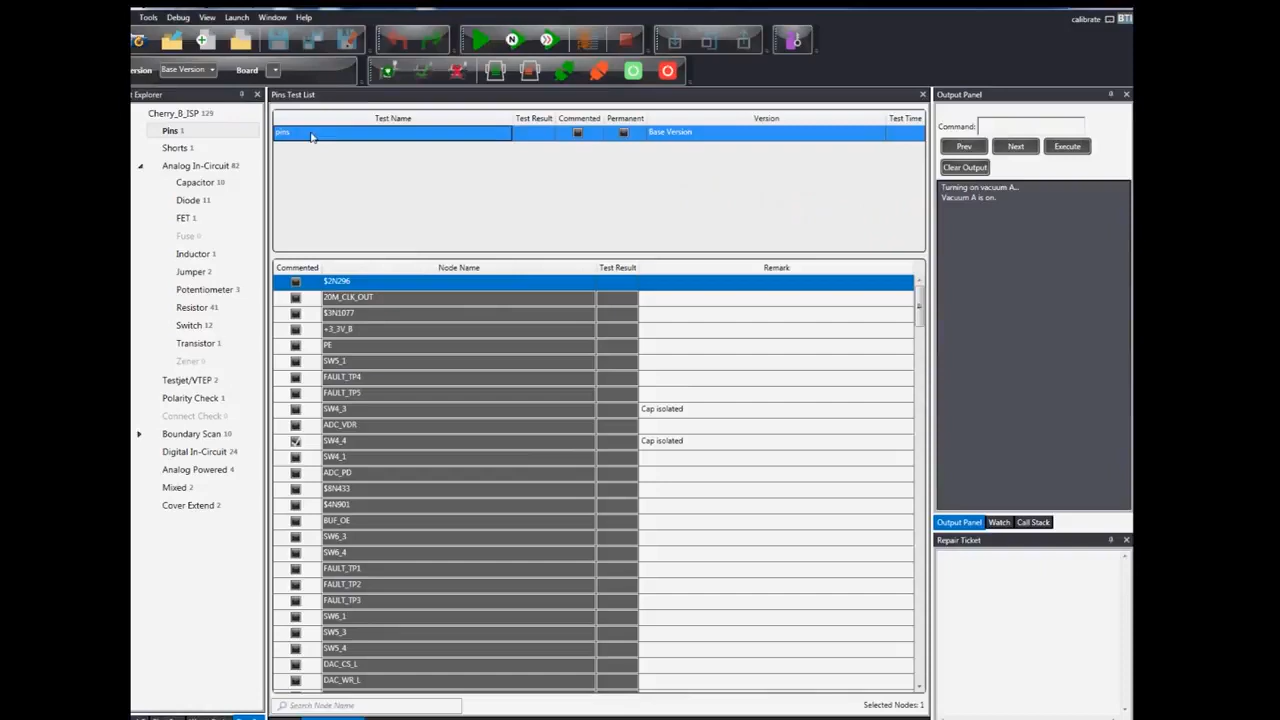 Tools Debug View Launch Window Help
calibrate BTI
N
ersion Base Version Board
t Explorer
Cherry_B_ISP 129
Pins 1
Shorts 1
Analog In-Circuit 82
Capacitor 10
Diode 11
FET 1
Fuse 0
Inductor 1
Jumper 2
Potentiometer 3
Resistor 41
Switch 12
Transistor 1
Zener 0
Testjet/VTEP 2
Polarity Check 1
Connect Check 0
Boundary Scan 10
Digital In-Circuit 24
Analog Powered 4
Mixed 2
Cover Extend 2
Pins Test List
Test Name Test Result Commented Permanent Version Test Time
pins Base Version
Commented Node Name Test Result Remark
$2N296
20M_CLK_OUT
$3N1077
+3_3V_B
PE
SW5_1
FAULT_TP4
FAULT_TP5
SW4_3 Cap isolated
ADC_VDR
SW4_4 Cap isolated
SW4_1
ADC_PD
$8N433
$4N901
BUF_OE
SW6_3
SW6_4
FAULT_TP1
FAULT_TP2
FAULT_TP3
SW6_1
SW5_3
SW5_4
DAC_CS_L
DAC_WR_L
Search Node Name
Selected Nodes: 1
Output Panel
Command:
Prev Next Execute
Clear Output
Turning on vacuum A...
Vacuum A is on.
Output Panel Watch Call Stack
Repair Ticket